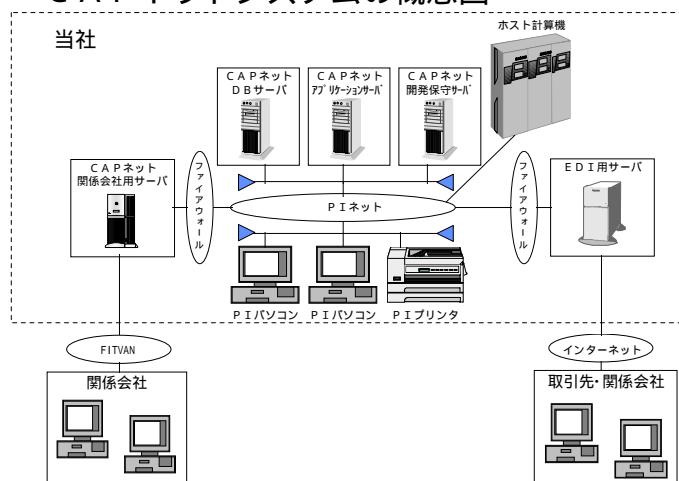 ＣＡＰネットシステムの概念図
当社
ホスト計算機
ＣＡＰネット
ＤＢサーバ
ＣＡＰネット
ｱﾌﾟﾘｹｰｼｮﾝｻｰﾊﾞ
ＣＡＰネット
開発保守ｻｰﾊﾞ
ＣＡＰネット
関係会社用サーバ
ファイアウォール
ＰＩネット
ファイアウォール
ＥＤＩ用サーバ
ＰＩパソコン
ＰＩパソコン
ＰＩプリンタ
FITVAN
インターネット
関係会社
取引先・関係会社